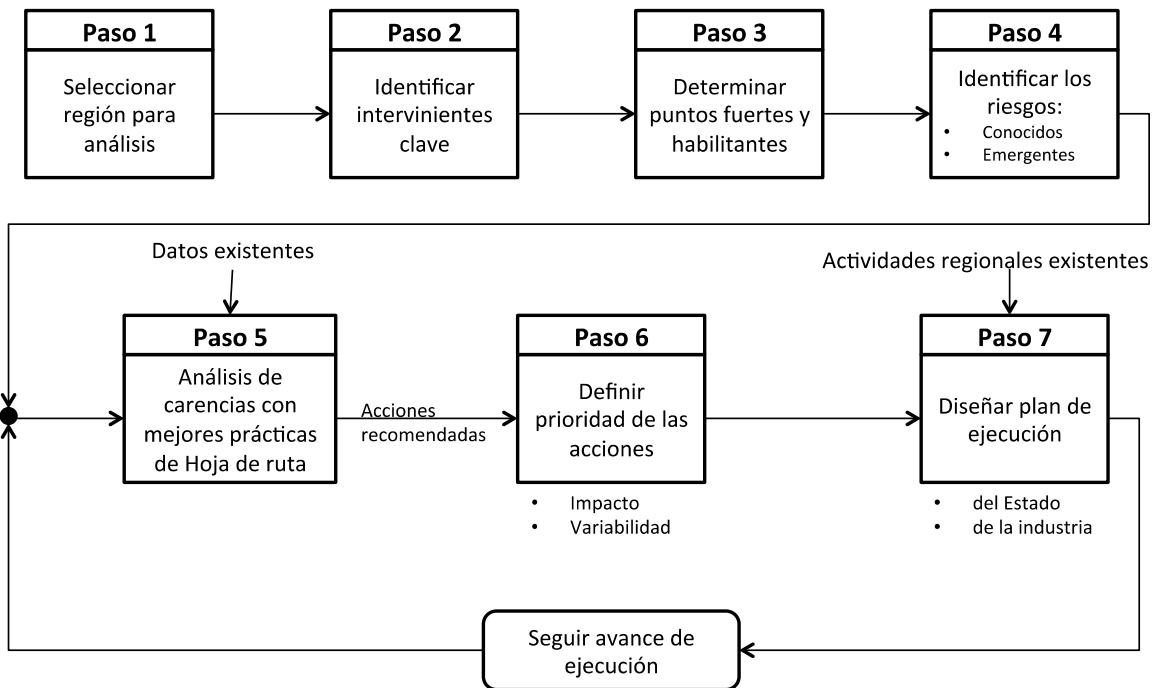 Paso 1
Seleccionar
región para
análisis
Paso 2
Identificar
intervinientes
clave
Paso 3
Determinar
puntos fuertes y
habilitantes
Paso 4
Identificar los
riesgos:
• Conocidos
• Emergentes
Datos existentes
Actividades regionales existentes
Paso 5
Análisis de
carencias con
mejores prácticas
de Hoja de ruta
Acciones
recomendadas
Paso 6
Definir
prioridad de las
acciones
• Impacto
• Variabilidad
Paso 7
Diseñar plan de
ejecución
• del Estado
• de la industria
Seguir avance de
ejecución